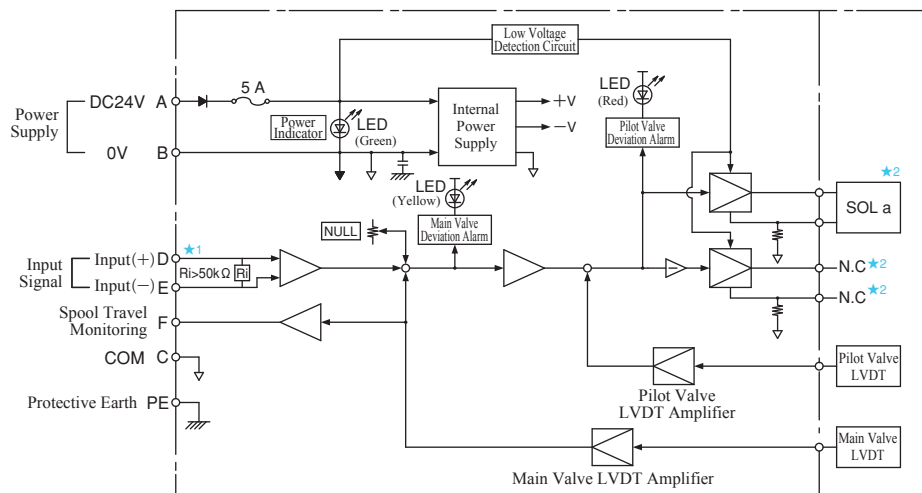 Low Voltage
Detection Circuit
5 A
LED
(Red)
Power
Supply
DC24V A
Power
Indicator
LED
(Green)
Internal
Power
Supply
+V
−V
Pilot Valve
Deviation Alarm
0V B
★2
SOL a
LED
(Yellow)
NULL
Main Valve
Deviation Alarm
Input
Signal
Input(+) D ★1
Ri>50kΩ Ri
Input(−) E
−
N.C ★2
N.C ★2
Spool Travel
Monitoring F
COM C
Pilot Valve
LVDT
Pilot Valve
LVDT Amplifier
Protective Earth PE
Main Valve
LVDT
Main Valve LVDT Amplifier